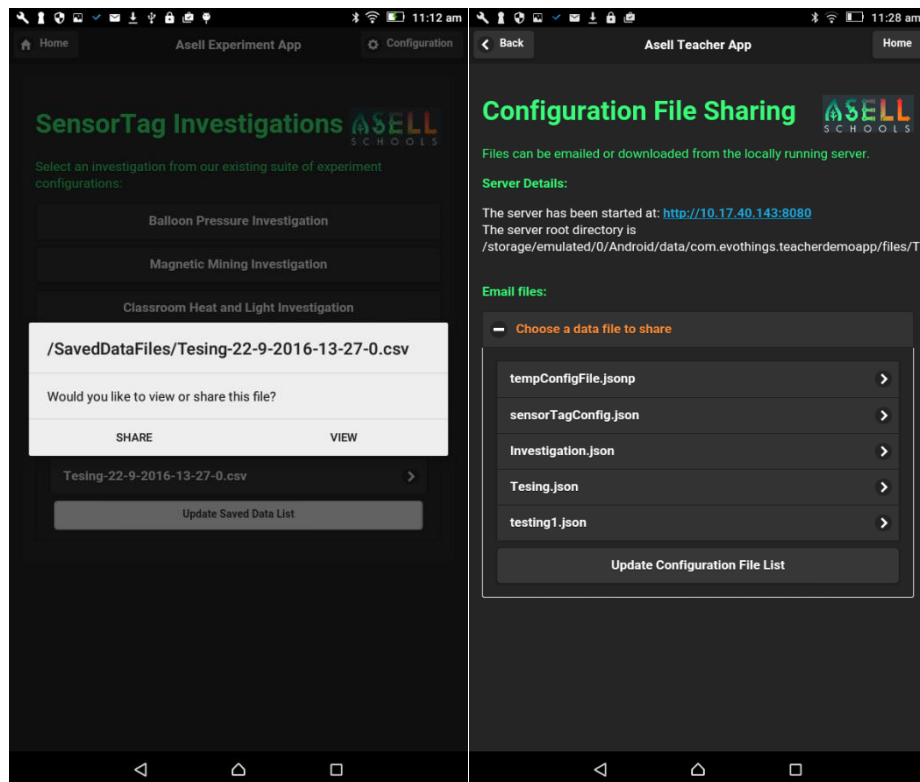 11:12 am
Home
Asell Experiment App
Configuration
SensorTag Investigations
ASELL
SCHOOLS
Select an investigation from our existing suite of experiment
configurations:
Balloon Pressure Investigation
Magnetic Mining Investigation
Classroom Heat and Light Investigation
/SavedDataFiles/Tesing-22-9-2016-13-27-0.csv
Would you like to view or share this file?
SHARE
VIEW
Tesing-22-9-2016-13-27-0.csv
Update Saved Data List
11:28 am
Back
Asell Teacher App
Home
Configuration File Sharing
ASELL
SCHOOLS
Files can be emailed or downloaded from the locally running server.
Server Details:
The server has been started at: http://10.17.40.143:8080
The server root directory is
/storage/emulated/0/Android/data/com.evothings.teacherdemoapp/files/T
Email files:
Choose a data file to share
tempConfigFile.jsonp
sensorTagConfig.json
Investigation.json
Tesing.json
testing1.json
Update Configuration File List